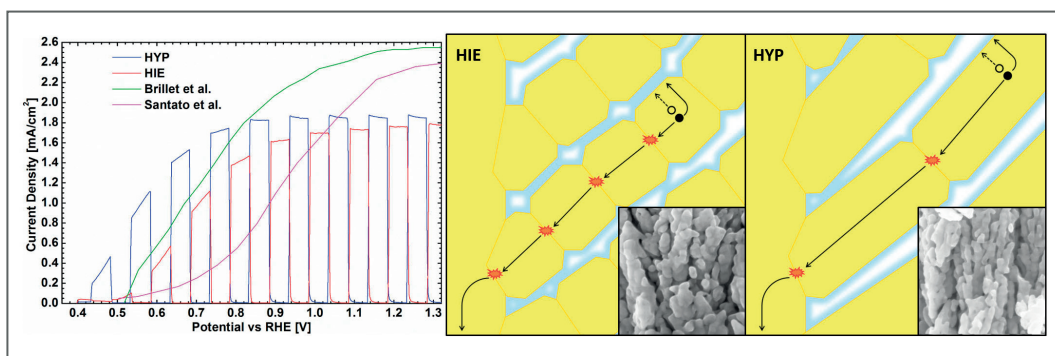 HYP
HIE
Brillet et al.
Santato et al.
Current Density [mA/cm²]
2.6
2.4
2.2
2.0
1.8
1.6
1.4
1.2
1.0
0.8
0.6
0.4
0.2
0.0
0.4 0.5 0.6 0.7 0.8 0.9 1.0 1.1 1.2 1.3
Potential vs RHE [V]
HIE
HYP